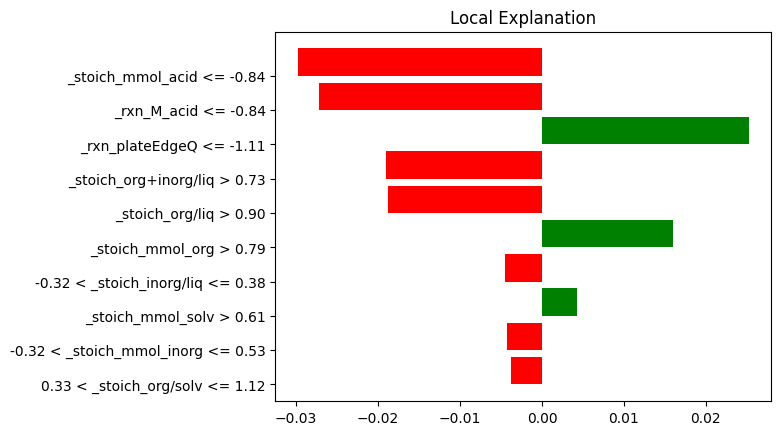 Local Explanation
_stoich_mmol_acid <= -0.84
_rxn_M_acid <= -0.84
_rxn_plateEdgeQ <= -1.11
_stoich_org+inorg/liq > 0.73
_stoich_org/liq > 0.90
_stoich_mmol_org > 0.79
-0.32 < _stoich_inorg/liq <= 0.38
_stoich_mmol_solv > 0.61
-0.32 < _stoich_mmol_inorg <= 0.53
0.33 < _stoich_org/solv <= 1.12
−0.03 −0.02 −0.01 0.00 0.01 0.02